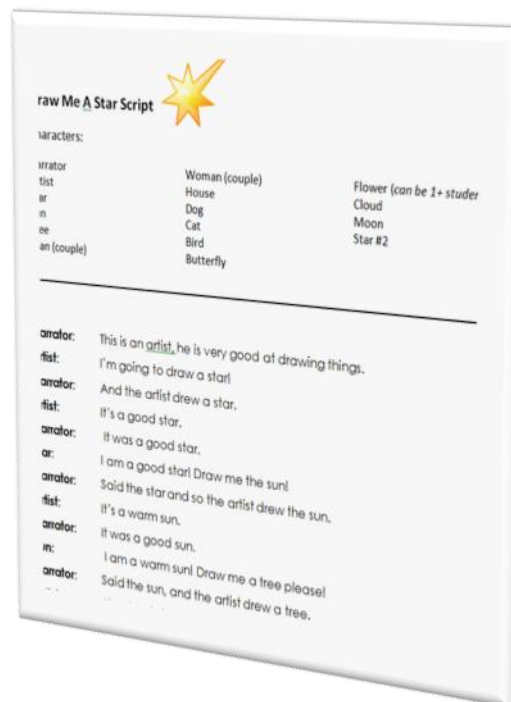 raw Me A Star Script
aracters:
rrator
tist
ar
n
ee
an (couple)
Woman (couple)
House
Dog
Cat
Bird
Butterfly
Flower (can be 1+ studer
Cloud
Moon
Star #2
arrator: This is an artist, he is very good at drawing things.
rtist: I'm going to draw a star!
arrator: And the artist drew a star.
rtist: It's a good star.
arrator: It was a good star.
ar: I am a good star! Draw me the sun!
arrator: Said the star and so the artist drew the sun.
rtist: It's a warm sun.
arrator: It was a good sun.
n: I am a warm sun! Draw me a tree please!
arrator: Said the sun, and the artist drew a tree.